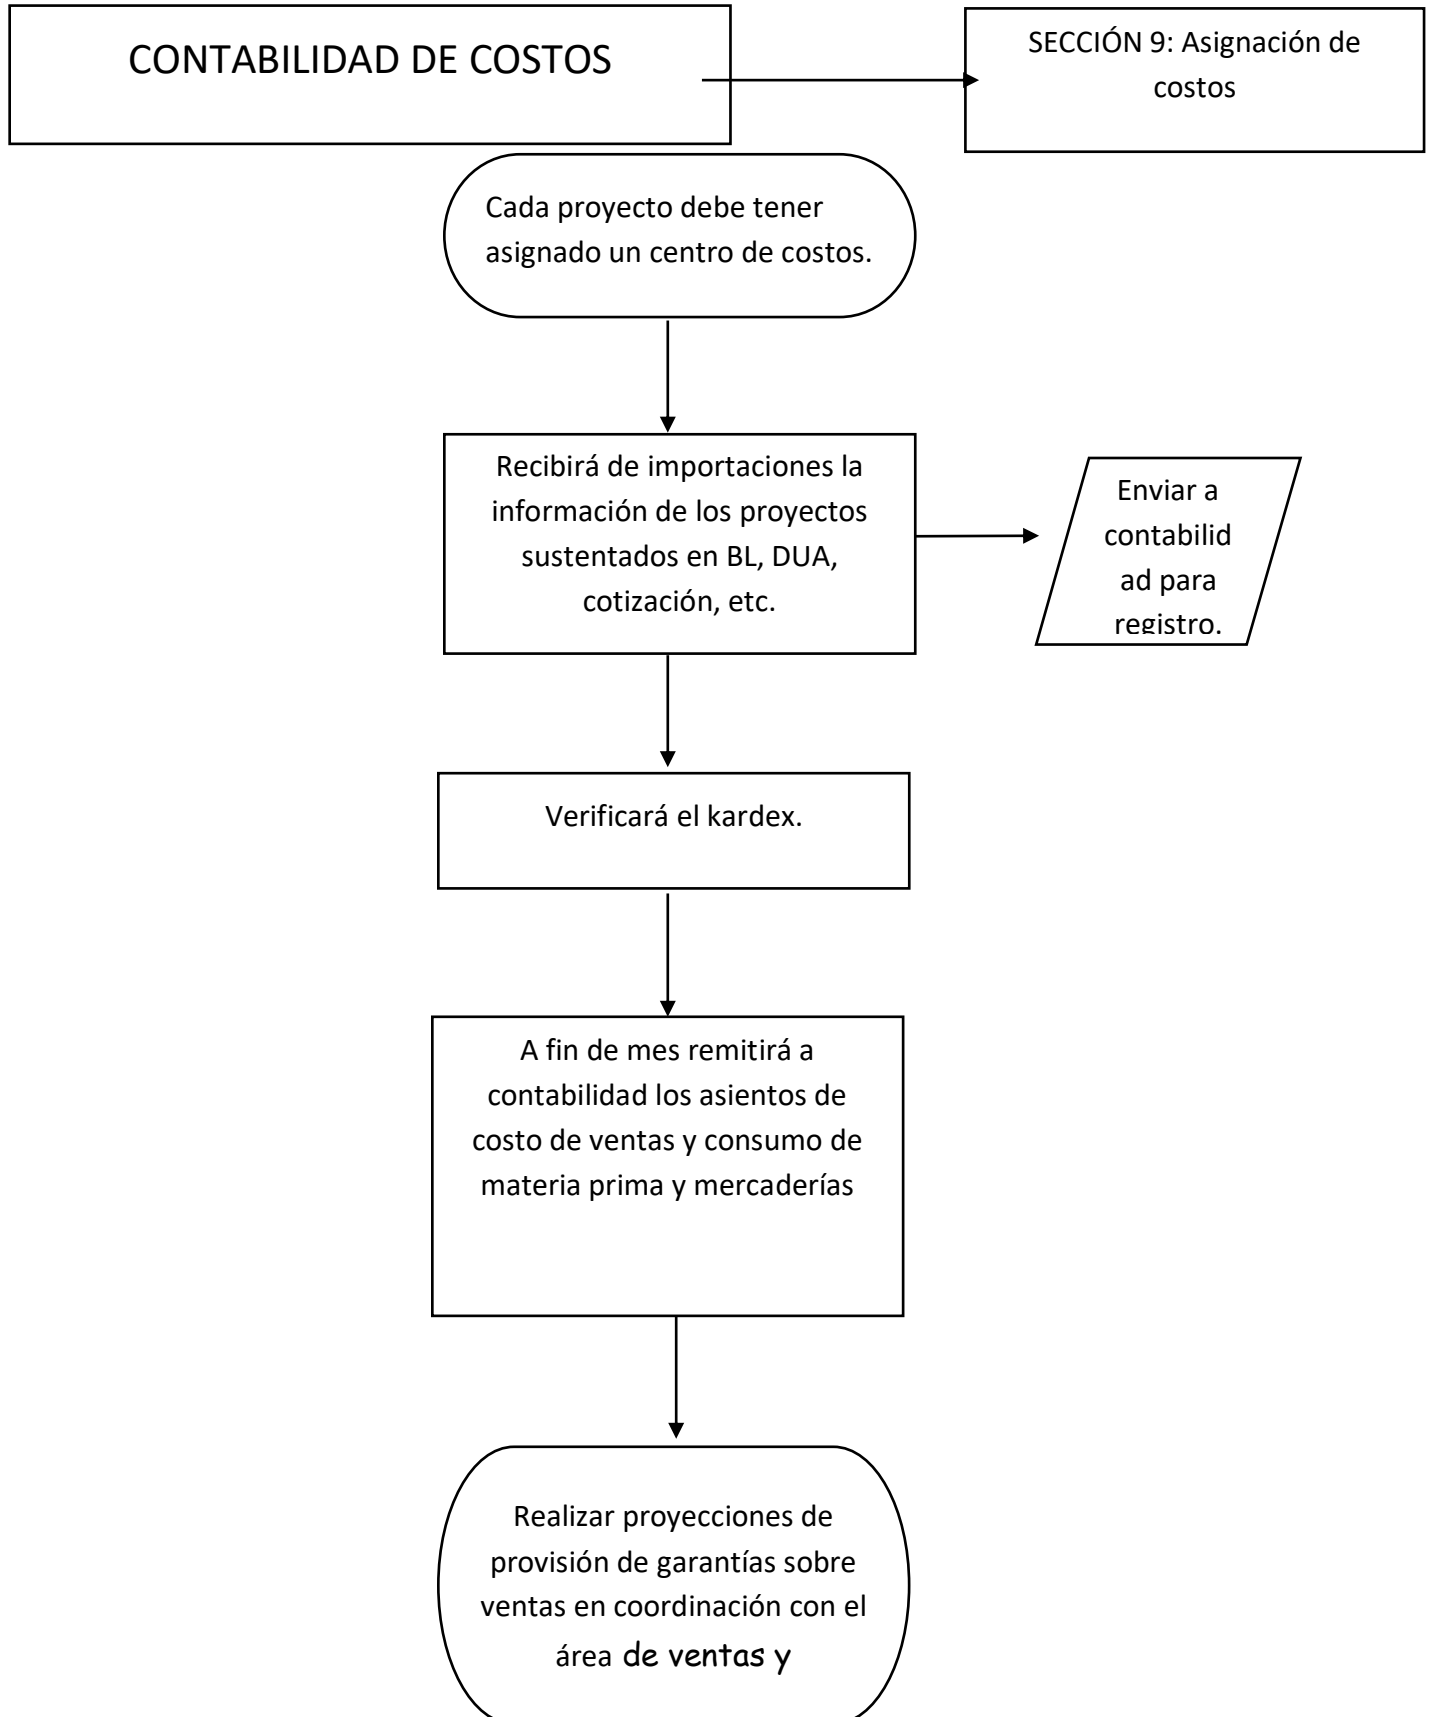 CONTABILIDAD DE COSTOS
SECCIÓN 9: Asignación de
costos
Cada proyecto debe tener
asignado un centro de costos.
Recibirá de importaciones la
información de los proyectos
sustentados en BL, DUA,
cotización, etc.
Enviar a
contabilid
ad para
registro.
Verificará el kardex.
A fin de mes remitirá a
contabilidad los asientos de
costo de ventas y consumo de
materia prima y mercaderías
Realizar proyecciones de
provisión de garantías sobre
ventas en coordinación con el
área de ventas y